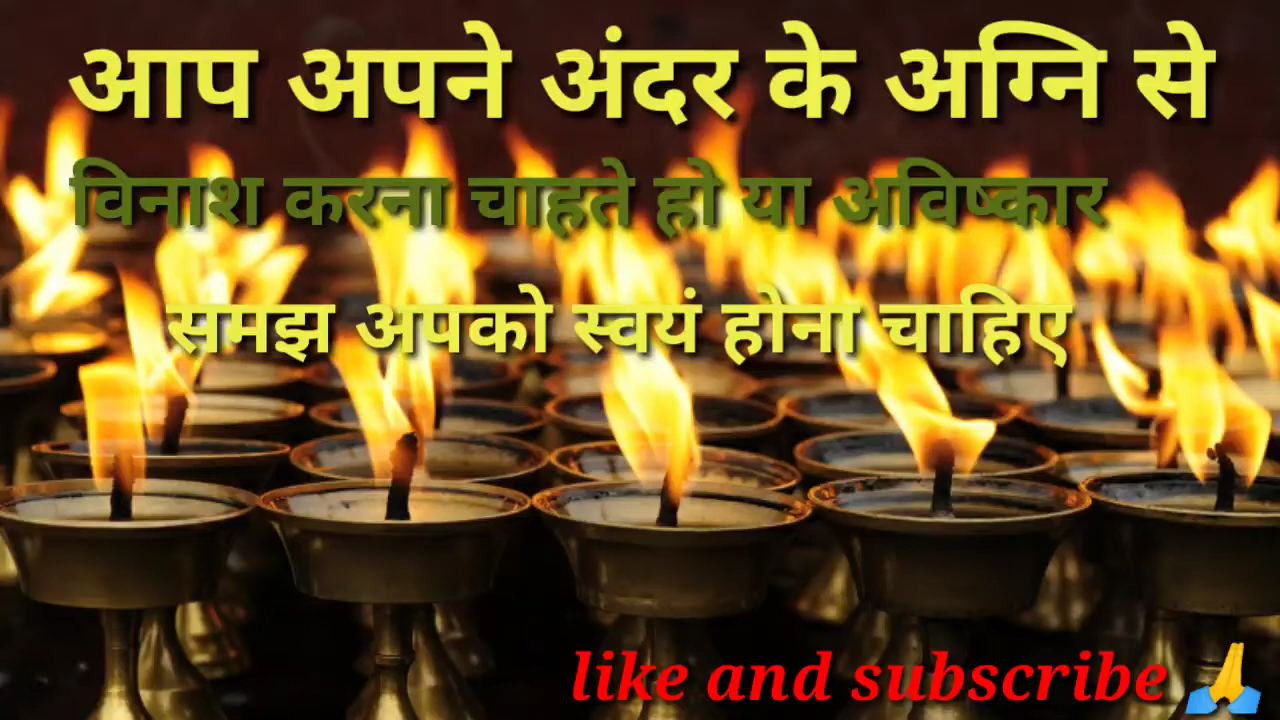 आप अपने अंदर के अग्नि से
विनाश करना चाहते हो या अविष्कार
समझ अपको स्वयं होना चाहिए
like and subscribe 🙏